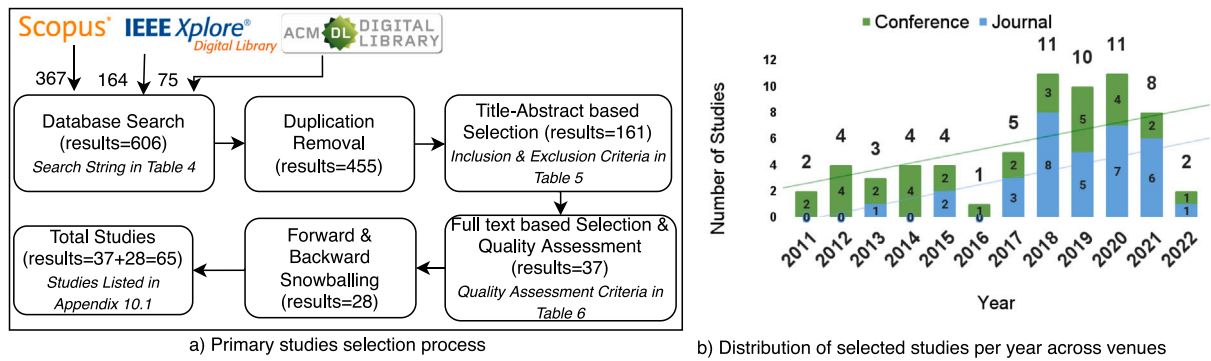 Scopus®
IEEE Xplore®
Digital Library
ACM DL DIGITAL
LIBRARY
367
164
75
Database Search
(results=606)
Search String in Table 4
Duplication
Removal
(results=455)
Title-Abstract based
Selection (results=161)
Inclusion & Exclusion Criteria in
Table 5
Total Studies
(results=37+28=65)
Studies Listed in
Appendix 10.1
Forward &
Backward
Snowballing
(results=28)
Full text based Selection &
Quality Assessment
(results=37)
Quality Assessment Criteria in
Table 6
a) Primary studies selection process
Conference Journal
Number of Studies
12
10
8
6
4
2
0
2
4
3
4
4
1
5
11
10
11
8
2
2
0
4
0
2
1
4
0
2
2
1
0
2
3
3
8
5
5
4
7
2
6
1
1
2011 2012 2013 2014 2015 2016 2017 2018 2019 2020 2021 2022
Year
b) Distribution of selected studies per year across venues